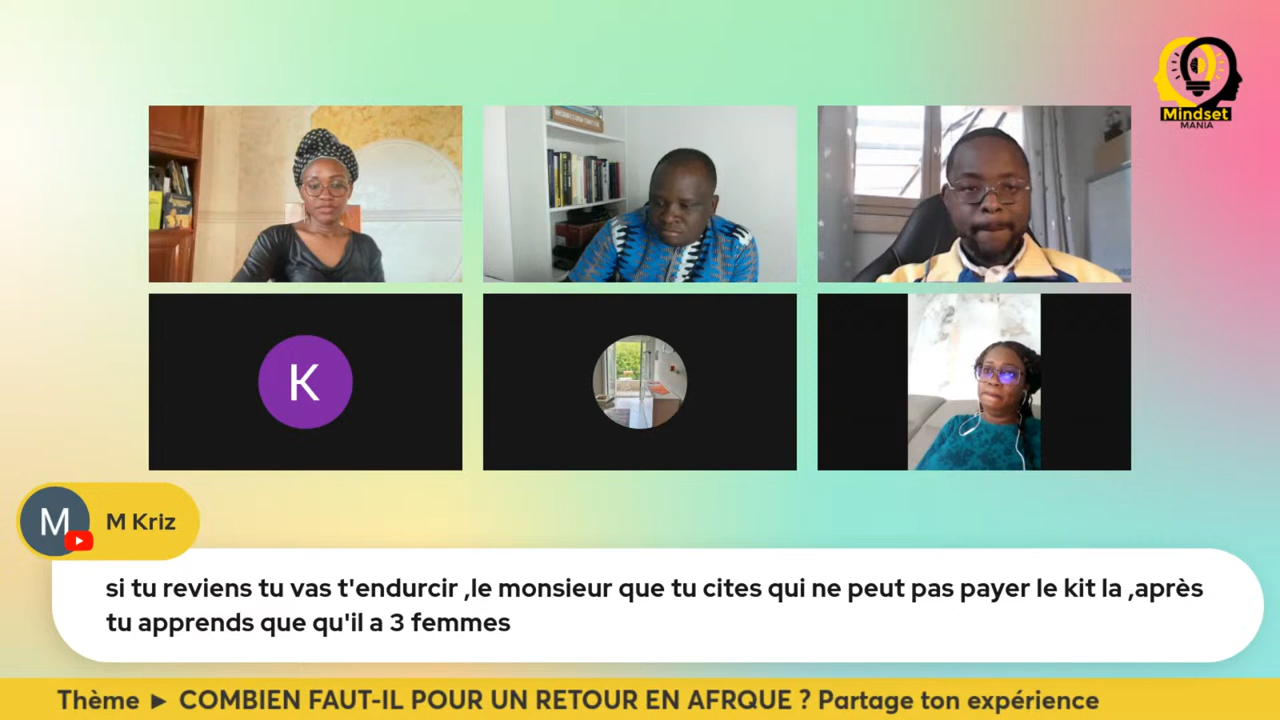 Mindset
MANIA
K
M
M Kriz
si tu reviens tu vas t'endurcir ,le monsieur que tu cites qui ne peut pas payer le kit la ,après
tu apprends que qu'il a 3 femmes
Thème ► COMBIEN FAUT-IL POUR UN RETOUR EN AFRQUE ? Partage ton expérience